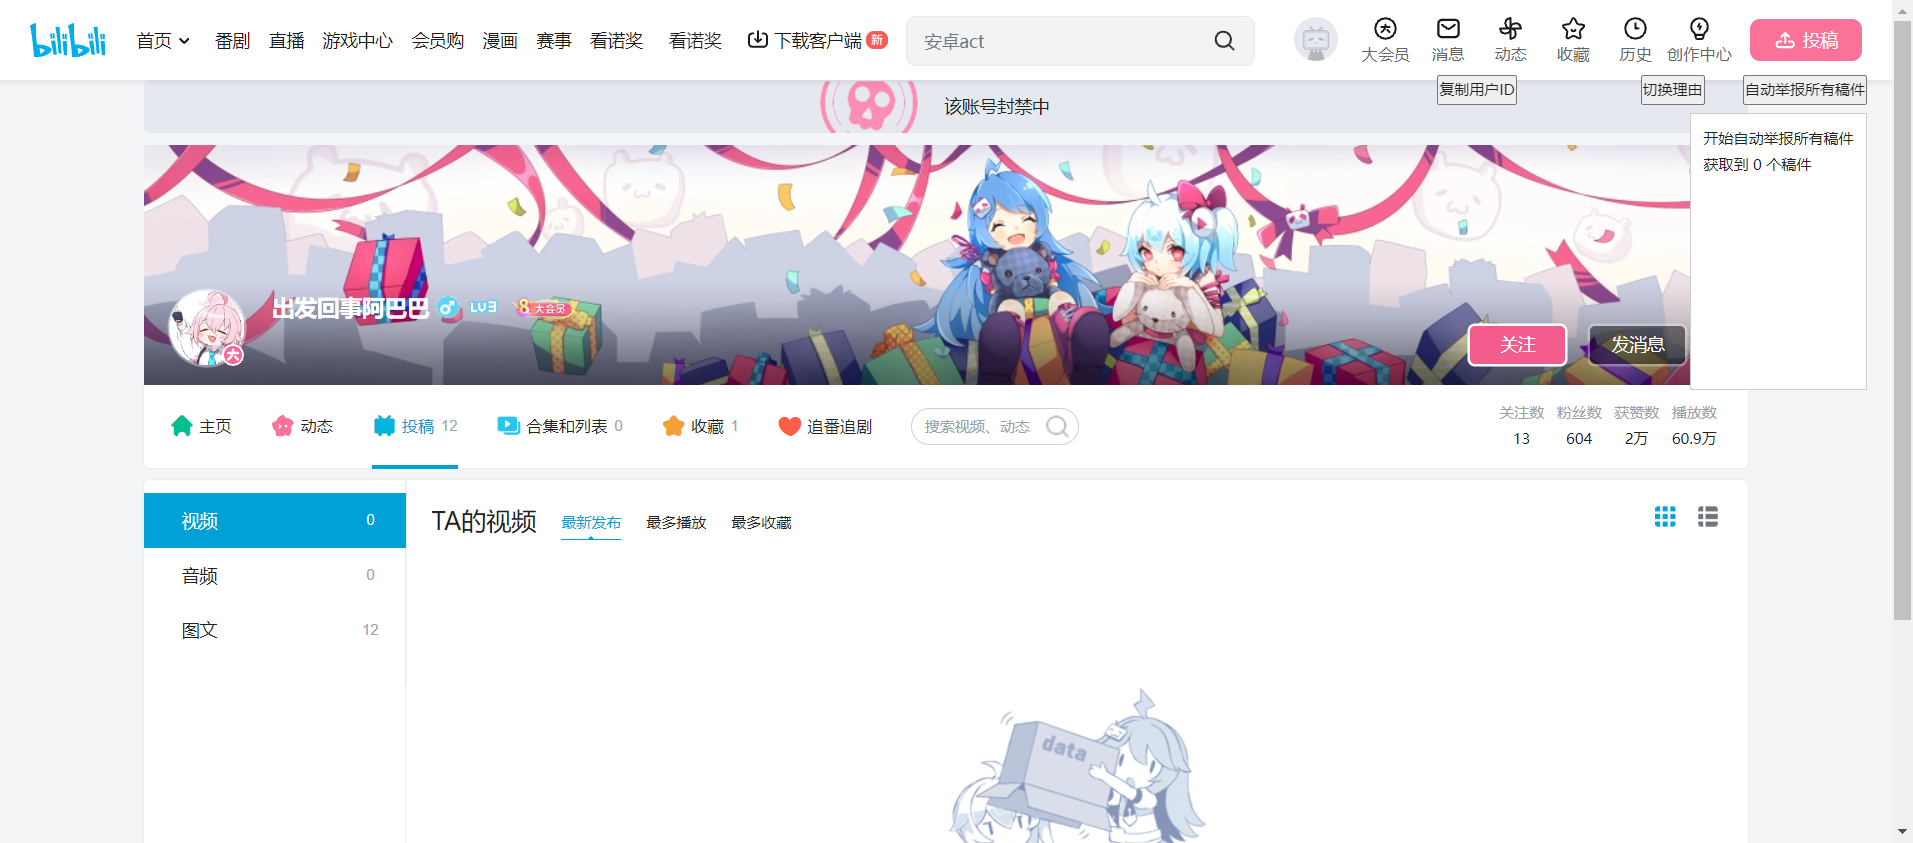 bilibili 首页 番剧 直播 游戏中心 会员购 漫画 赛事 看诺奖 看诺奖 下载客户端 新 安卓act 大会员 消息 动态 收藏 历史 创作中心 投稿
复制用户ID 切换理由 自动举报所有稿件
该账号封禁中
开始自动举报所有稿件
获取到 0 个稿件
出发回事阿巴巴 LV3 大会员
大
关注 发消息
主页 动态 投稿 12 合集和列表 0 收藏 1 追番追剧 搜索视频、动态
关注数 粉丝数 获赞数 播放数
13 604 2万 60.9万
视频 0
音频 0
图文 12
TA的视频 最新发布 最多播放 最多收藏
data